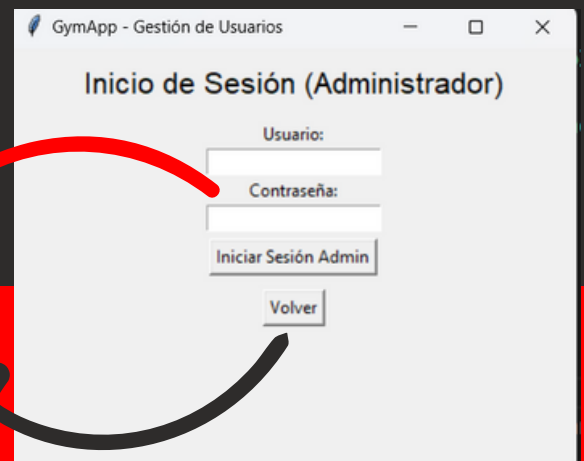 GymApp - Gestión de Usuarios
Inicio de Sesión (Administrador)
Usuario:
Contraseña:
Iniciar Sesión Admin
Volver